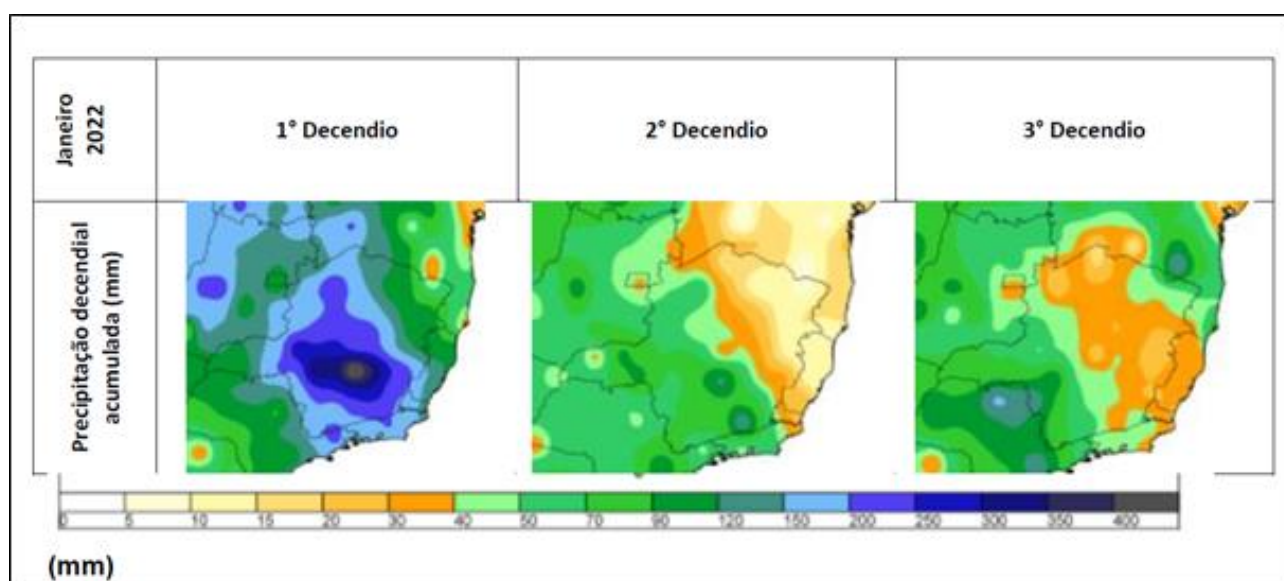 Janeiro
2022
1° Decendio
2° Decendio
3° Decendio
Precipitação decendial
acumulada (mm)
0 5 10 15 20 30 40 50 70 90 120 150 200 250 300 350 400
(mm)